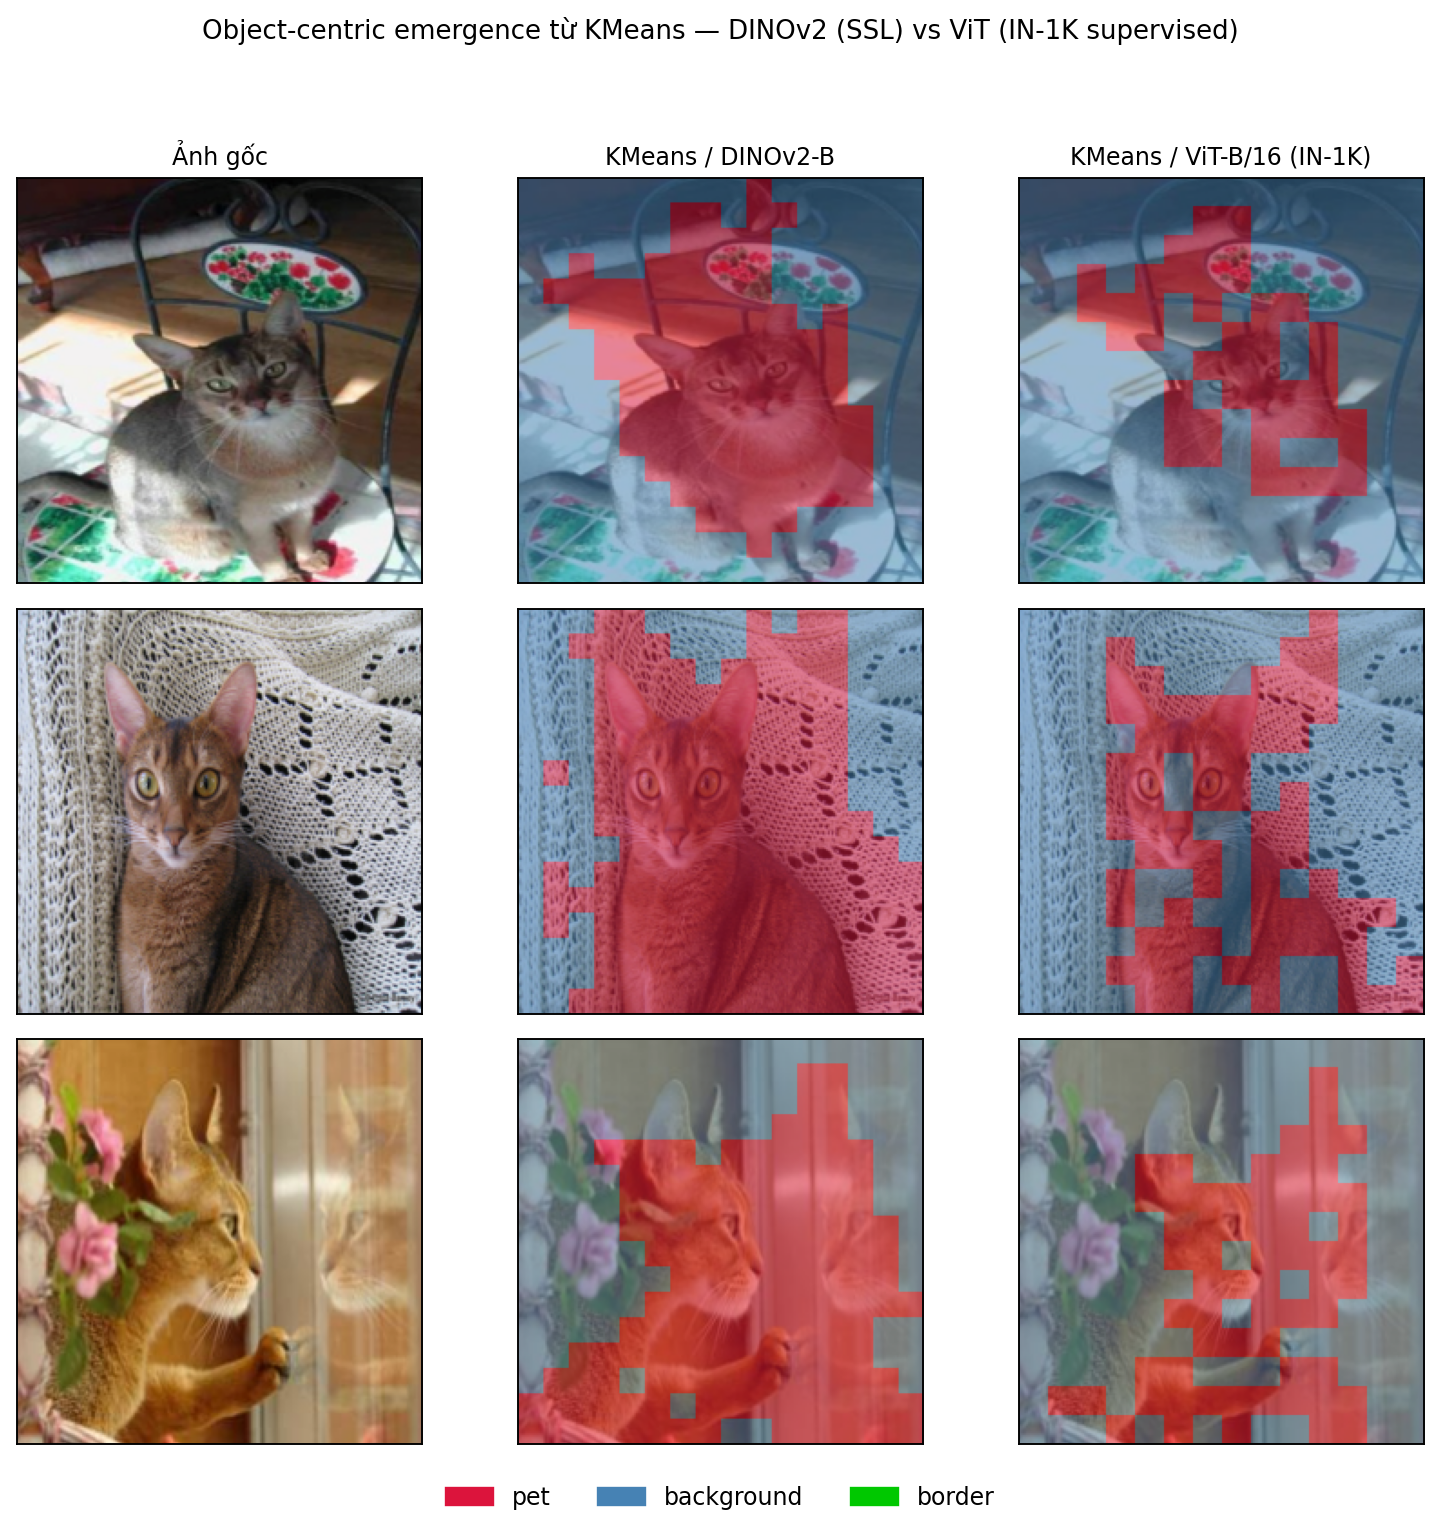 Object-centric emergence từ KMeans — DINOv2 (SSL) vs ViT (IN-1K supervised)
Ảnh gốc
KMeans / DINOv2-B
KMeans / ViT-B/16 (IN-1K)
pet
background
border